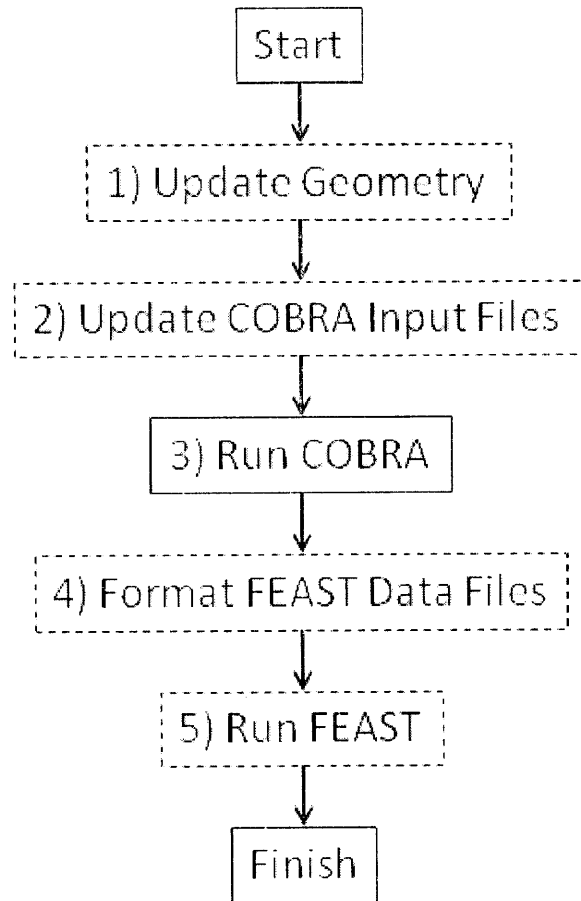 Start
1) Update Geometry
2) Update COBRA Input Files
3) Run COBRA
4) Format FEAST Data Files
5) Run FEAST
Finish